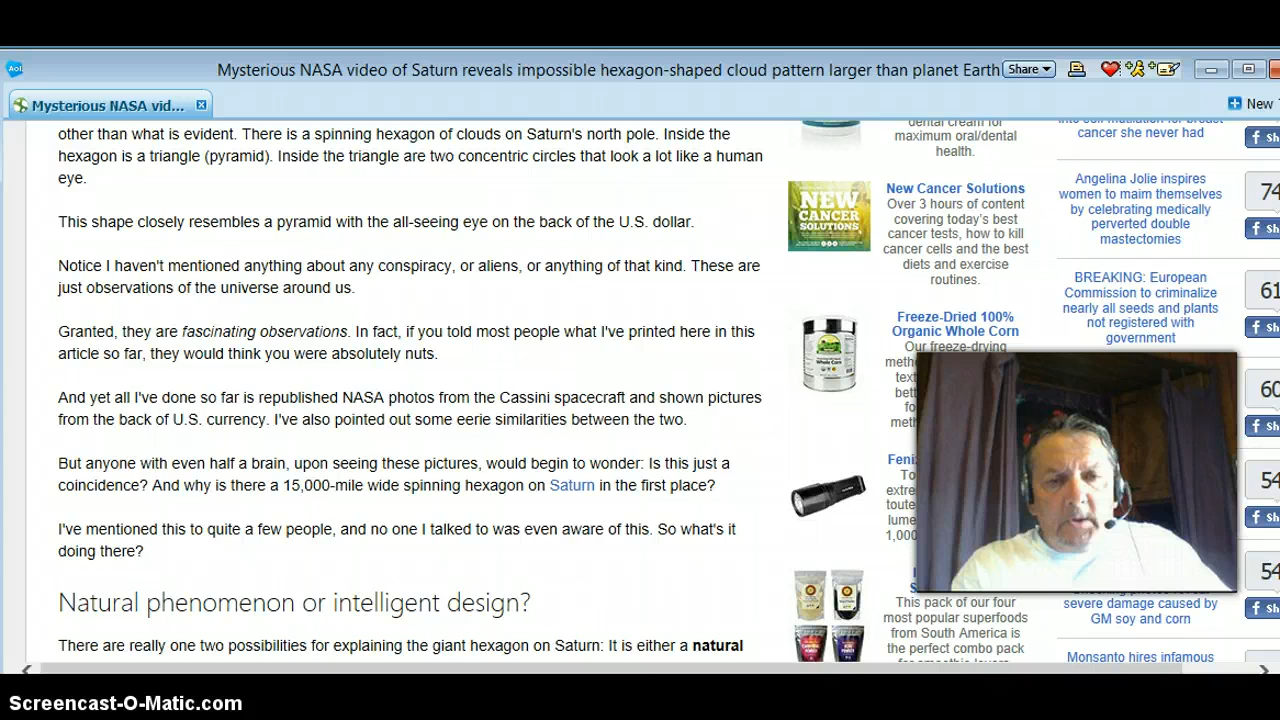 Aol.
Mysterious NASA video of Saturn reveals impossible hexagon-shaped cloud pattern larger than planet Earth
Share
Mysterious NASA vid...
New
other than what is evident. There is a spinning hexagon of clouds on Saturn's north pole. Inside the
hexagon is a triangle (pyramid). Inside the triangle are two concentric circles that look a lot like a human
eye.
This shape closely resembles a pyramid with the all-seeing eye on the back of the U.S. dollar.
Notice I haven't mentioned anything about any conspiracy, or aliens, or anything of that kind. These are
just observations of the universe around us.
Granted, they are fascinating observations. In fact, if you told most people what I've printed here in this
article so far, they would think you were absolutely nuts.
And yet all I've done so far is republished NASA photos from the Cassini spacecraft and shown pictures
from the back of U.S. currency. I've also pointed out some eerie similarities between the two.
But anyone with even half a brain, upon seeing these pictures, would begin to wonder: Is this just a
coincidence? And why is there a 15,000-mile wide spinning hexagon on Saturn in the first place?
I've mentioned this to quite a few people, and no one I talked to was even aware of this. So what's it
doing there?
Natural phenomenon or intelligent design?
There are really one two possibilities for explaining the giant hexagon on Saturn: It is either a natural
dental cream for
maximum oral/dental
health.
NEW
CANCER
SOLUTIONS
New Cancer Solutions
Over 3 hours of content
covering today's best
cancer tests, how to kill
cancer cells and the best
diets and exercise
routines.
Freeze-Dried 100%
Organic Whole Corn
Our freeze-drying
1,000
This pack of our four
most popular superfoods
from South America is
the perfect combo pack
for smoothie lovers
into self mutilation for breast
cancer she never had
Angelina Jolie inspires
women to maim themselves
by celebrating medically
perverted double
mastectomies
BREAKING: European
Commission to criminalize
nearly all seeds and plants
not registered with
government
severe damage caused by
GM soy and corn
Monsanto hires infamous
Sh
74
Sh
61
Sh
60
Sh
54
Sh
54
Sh
Screencast-O-Matic.com